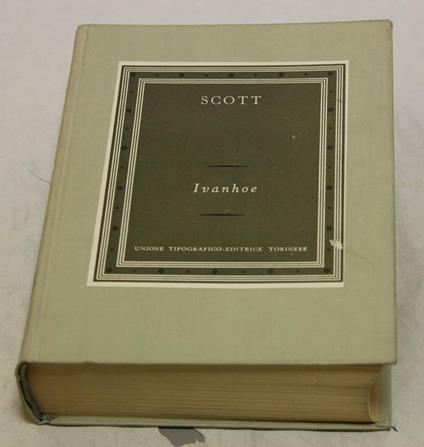 SCOTT
Ivanhoe
UNIONE TIPOGRAFICO-EDITRICE TORINESE